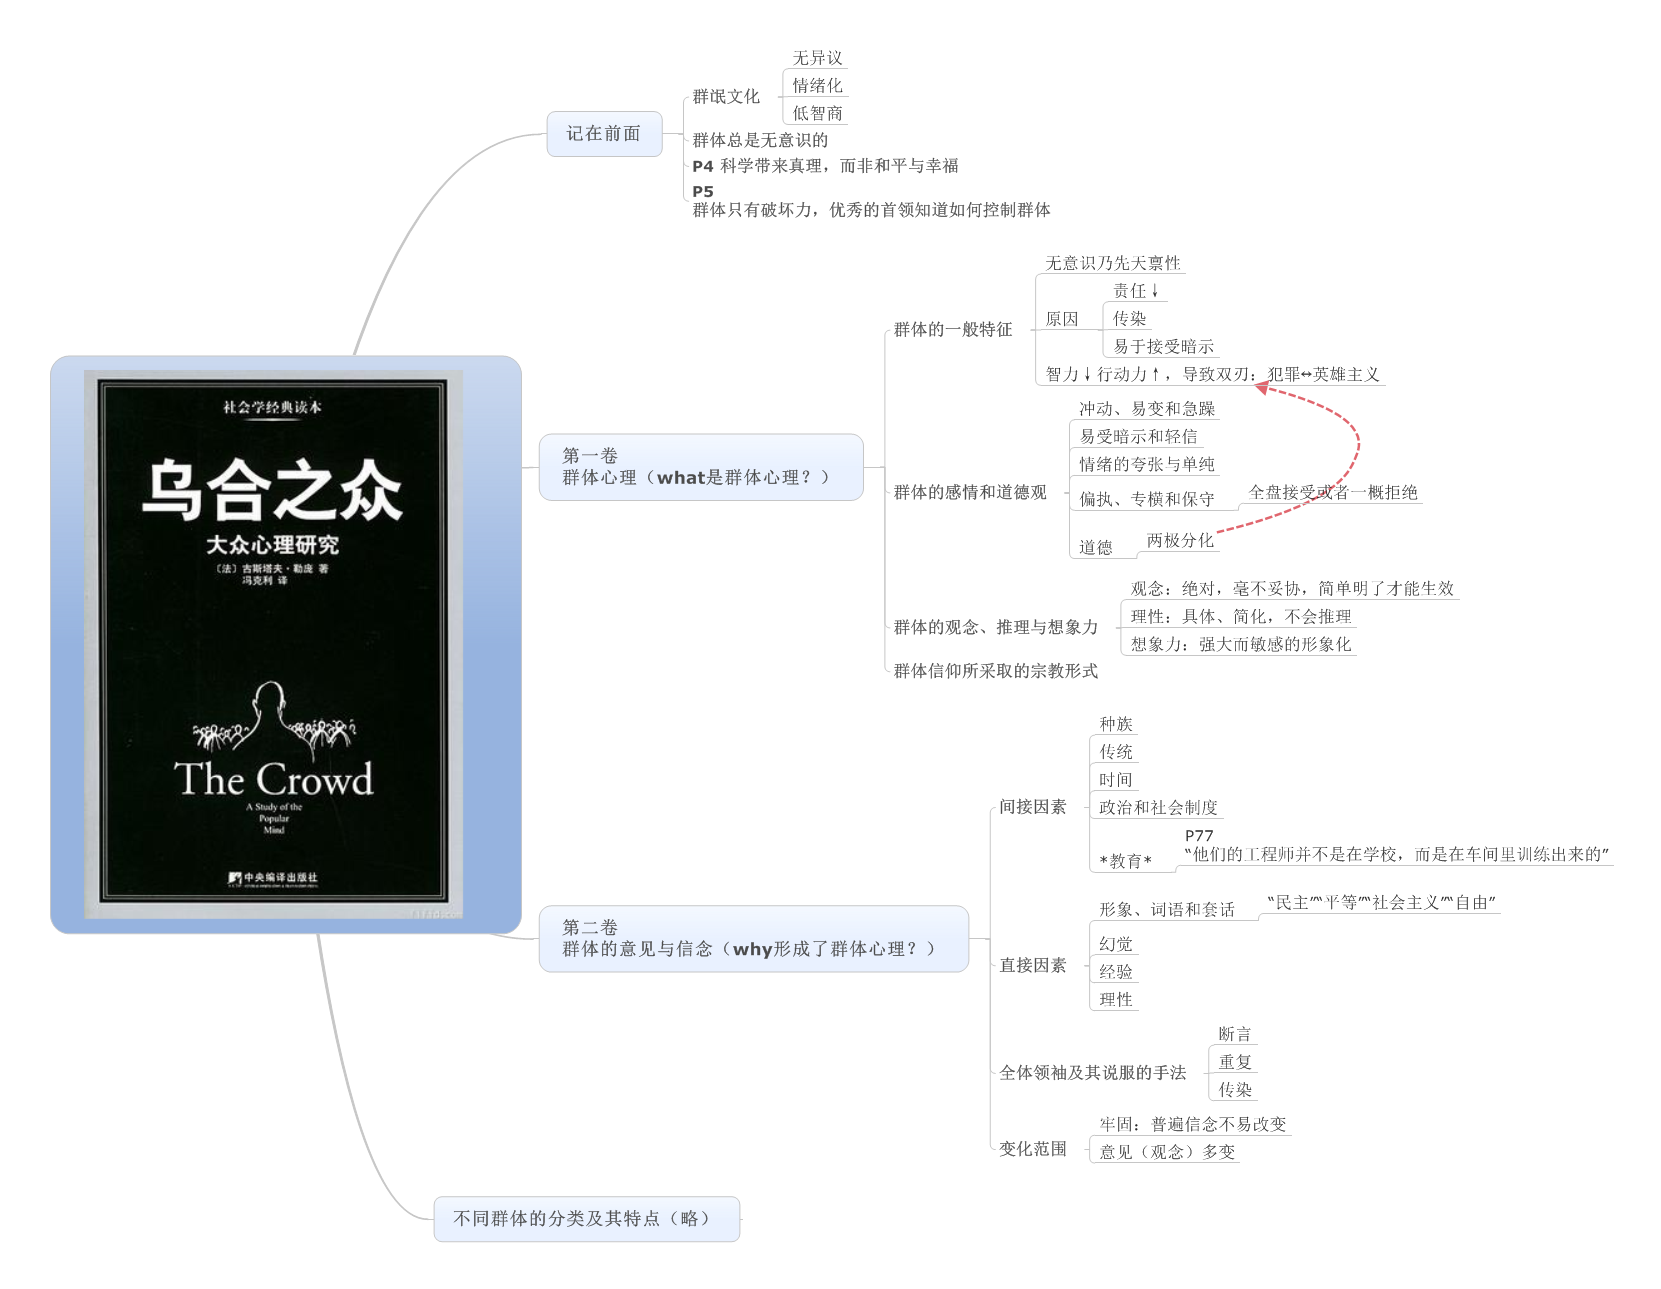 记在前面
群氓文化
无异议
情绪化
低智商
群体总是无意识的
P4 科学带来真理，而非和平与幸福
P5
群体只有破坏力，优秀的首领知道如何控制群体
社会学经典读本
乌合之众
大众心理研究
〔法〕古斯塔夫·勒庞 著
冯克利 译
The Crowd
A Study of the
Popular
Mind
中央编译出版社
第一卷
群体心理（what是群体心理？）
群体的一般特征
无意识乃先天禀性
原因
责任↓
传染
易于接受暗示
智力↓行动力↑，导致双刃：犯罪↔英雄主义
群体的感情和道德观
冲动、易变和急躁
易受暗示和轻信
情绪的夸张与单纯
偏执、专横和保守
全盘接受或者一概拒绝
道德
两极分化
群体的观念、推理与想象力
观念：绝对，毫不妥协，简单明了才能生效
理性：具体、简化，不会推理
想象力：强大而敏感的形象化
群体信仰所采取的宗教形式
第二卷
群体的意见与信念（why形成了群体心理？）
间接因素
种族
传统
时间
政治和社会制度
*教育*
P77
“他们的工程师并不是在学校，而是在车间里训练出来的”
直接因素
形象、词语和套话
“民主”“平等”“社会主义”“自由”
幻觉
经验
理性
全体领袖及其说服的手法
断言
重复
传染
变化范围
牢固：普遍信念不易改变
意见（观念）多变
不同群体的分类及其特点（略）